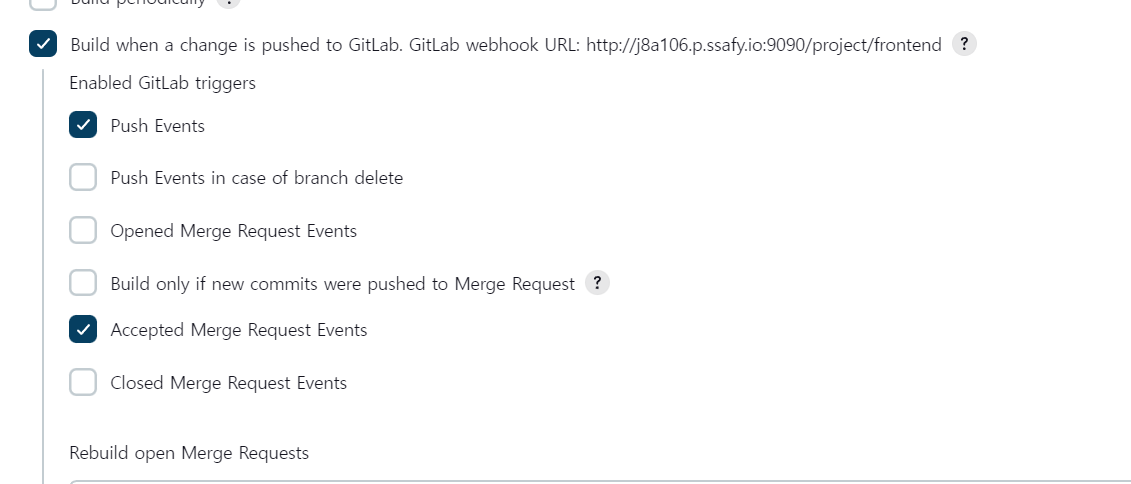 Build periodically ?
Build when a change is pushed to GitLab. GitLab webhook URL: http://j8a106.p.ssafy.io:9090/project/frontend ?
Enabled GitLab triggers
Push Events
Push Events in case of branch delete
Opened Merge Request Events
Build only if new commits were pushed to Merge Request ?
Accepted Merge Request Events
Closed Merge Request Events
Rebuild open Merge Requests